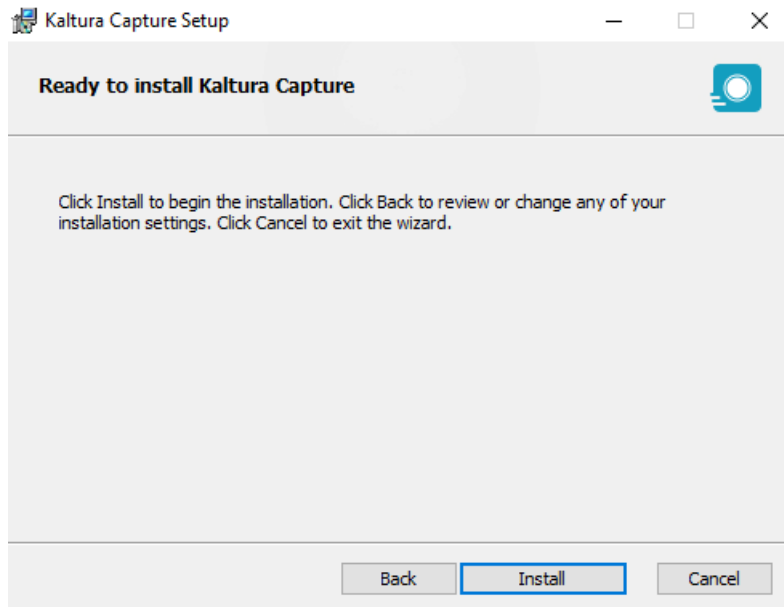 Kaltura Capture Setup
Ready to install Kaltura Capture
Click Install to begin the installation. Click Back to review or change any of your
installation settings. Click Cancel to exit the wizard.
Back Install Cancel